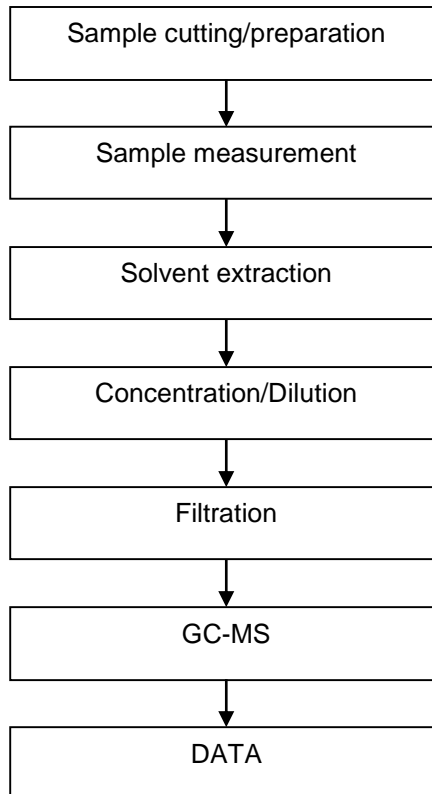 Sample cutting/preparation
Sample measurement
Solvent extraction
Concentration/Dilution
Filtration
GC-MS
DATA